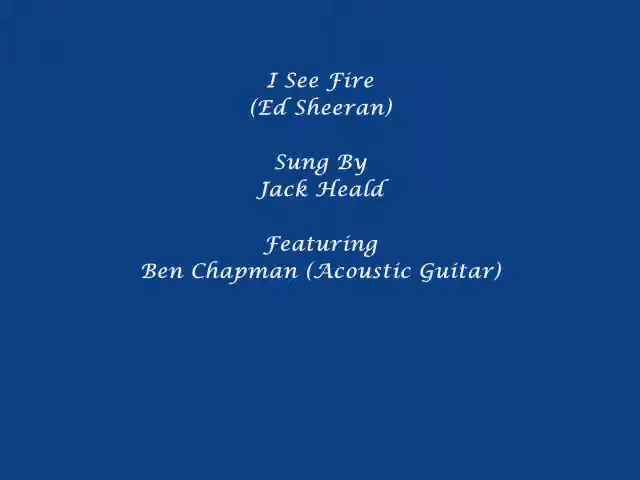 I See Fire
(Ed Sheeran)
Sung By
Jack Heald
Featuring
Ben Chapman (Acoustic Guitar)